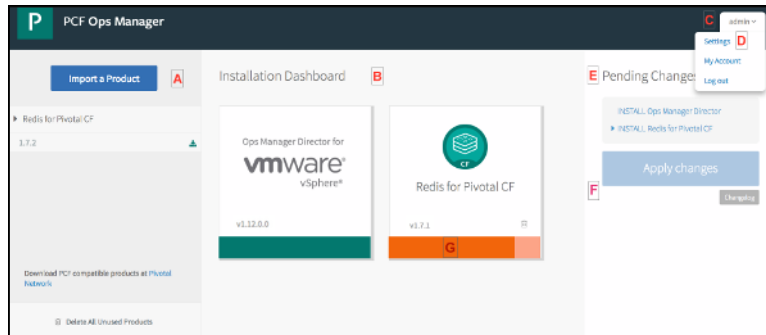 P PCF Ops Manager
C admin
Settings D
My Account
Log out
Import a Product A
Redis for Pivotal CF
1.7.2
Download PCF compatible products at Pivotal
Network
Delete All Unused Products
Installation Dashboard B
Ops Manager Director for
vmware®
vSphere®
v1.12.0.0
CF
Redis for Pivotal CF
v1.7.1
G
E Pending Changes
INSTALL Ops Manager Director
INSTALL Redis for Pivotal CF
Apply changes
F
Changelog